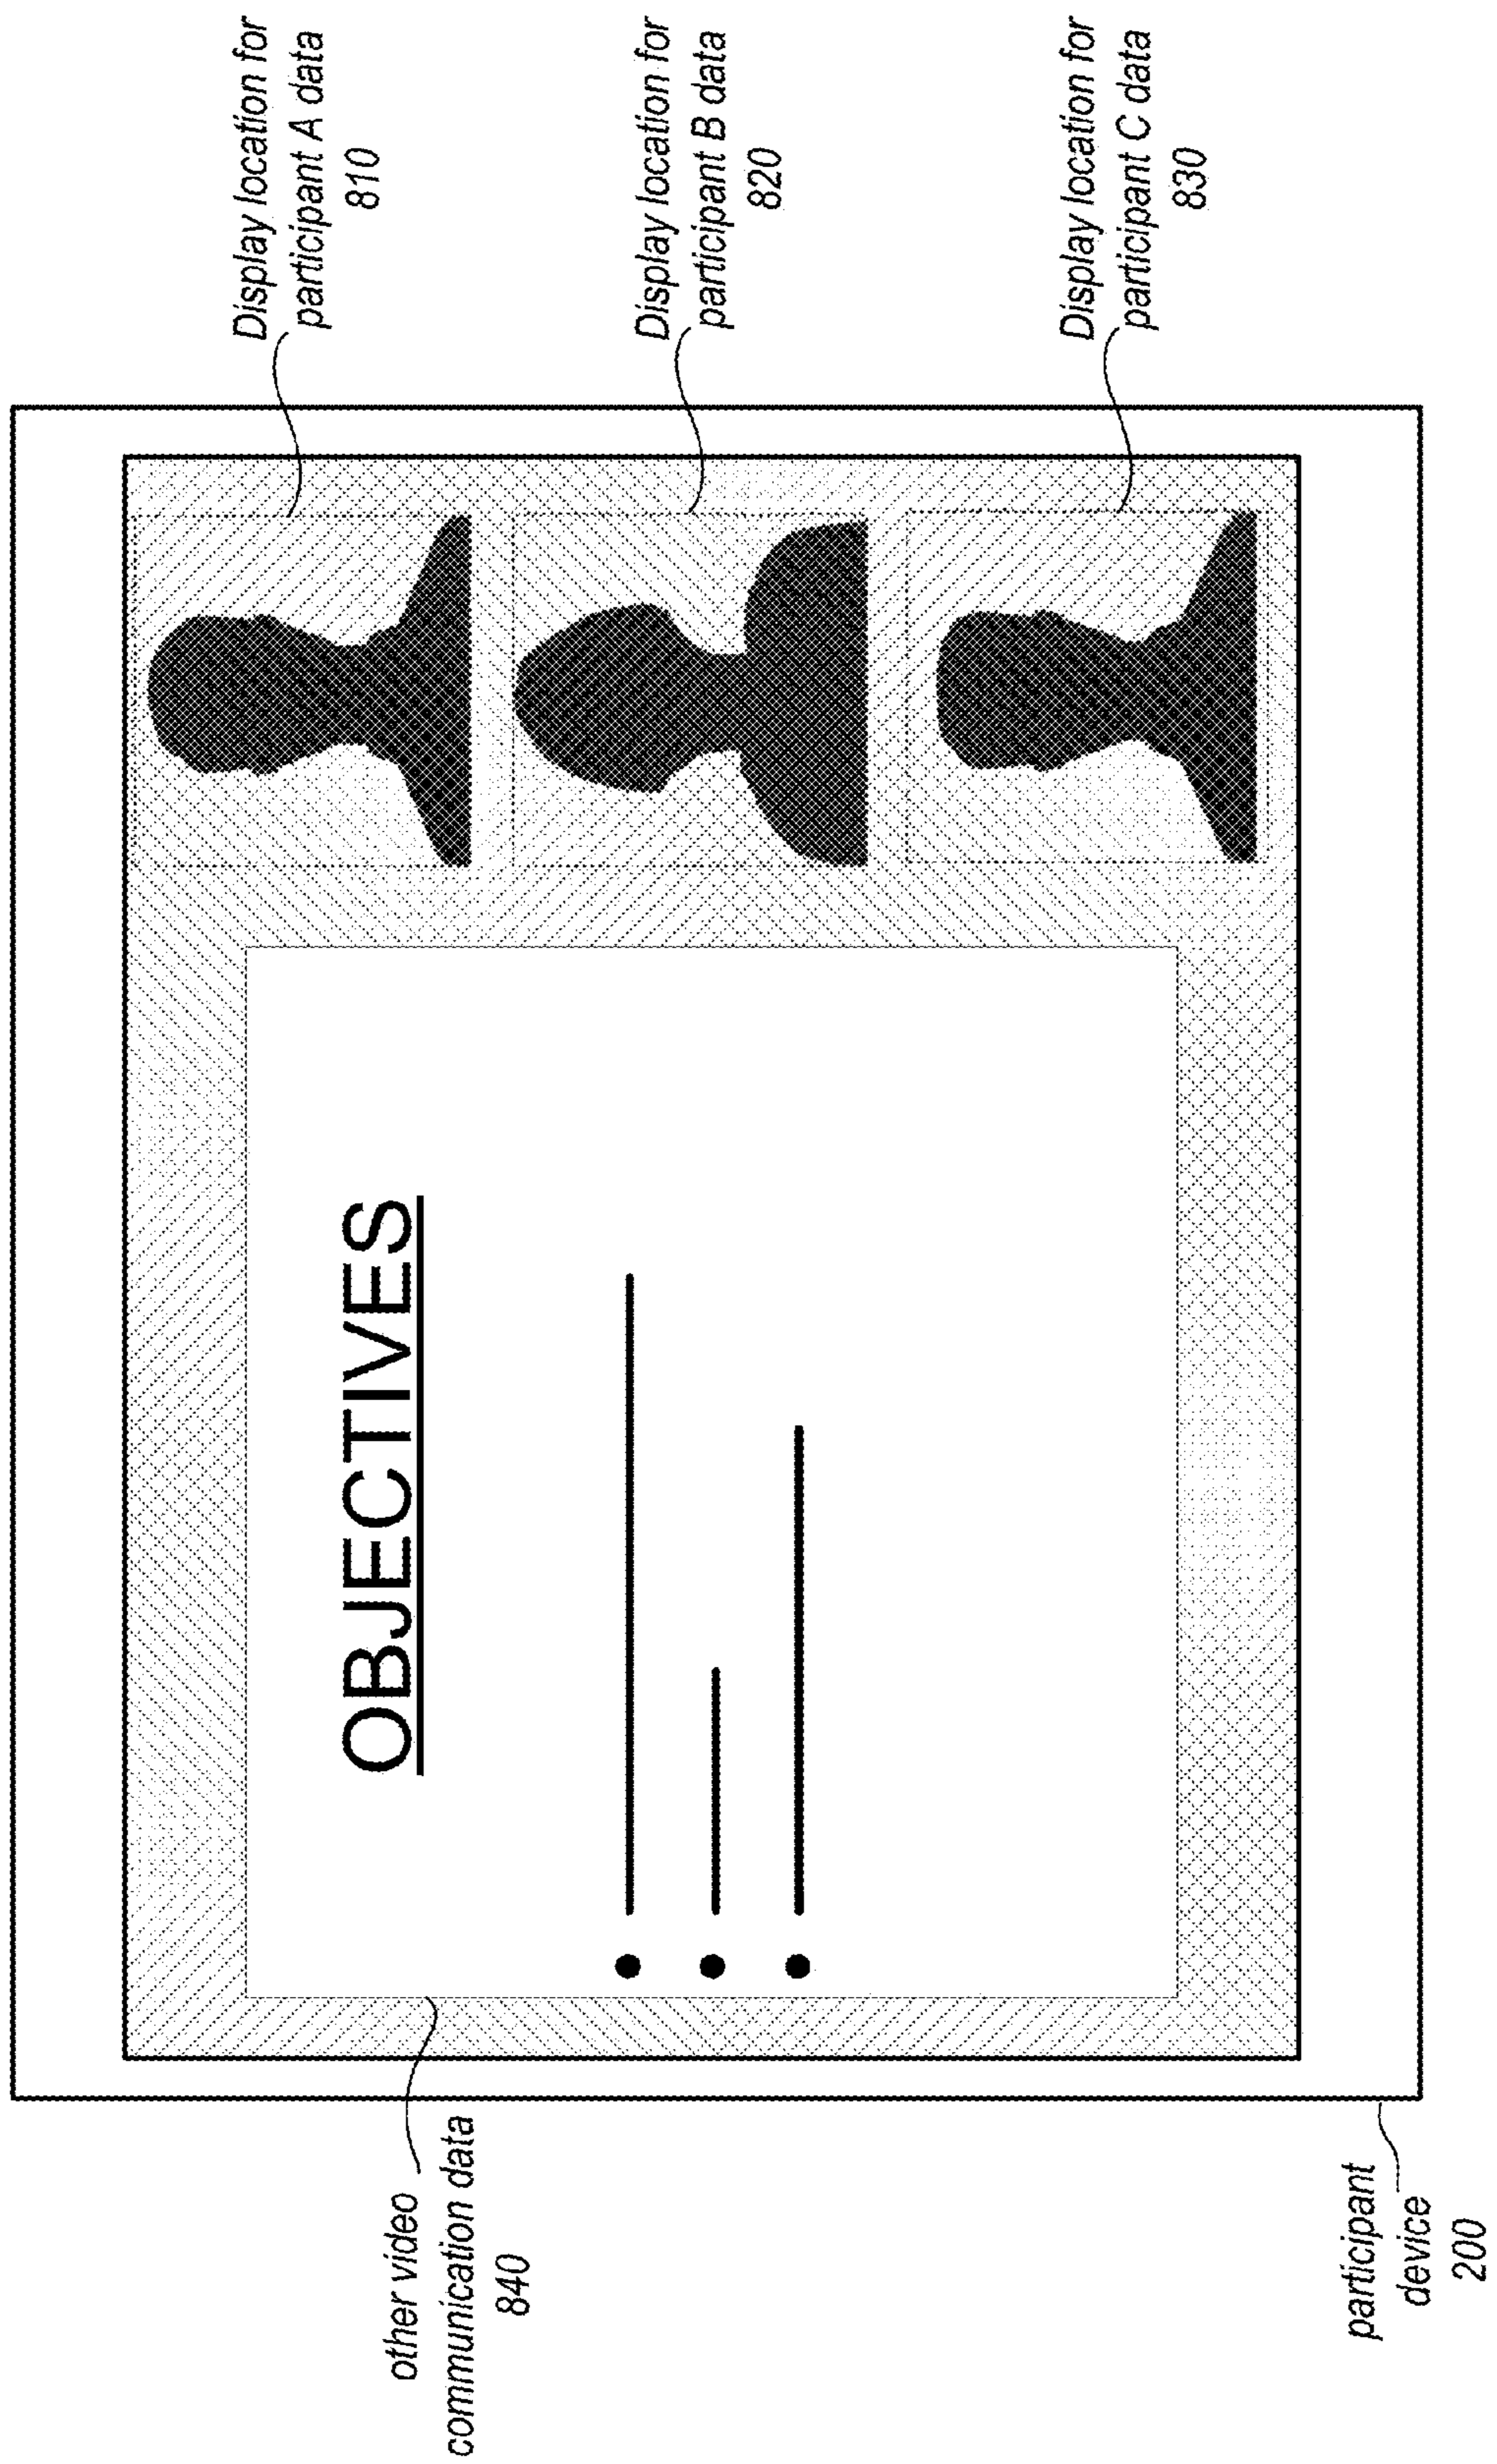 Display location for
participant A data
810
Display location for
participant B data
820
Display location for
participant C data
830
OBJECTIVES
other video
communication data
840
participant
device
200